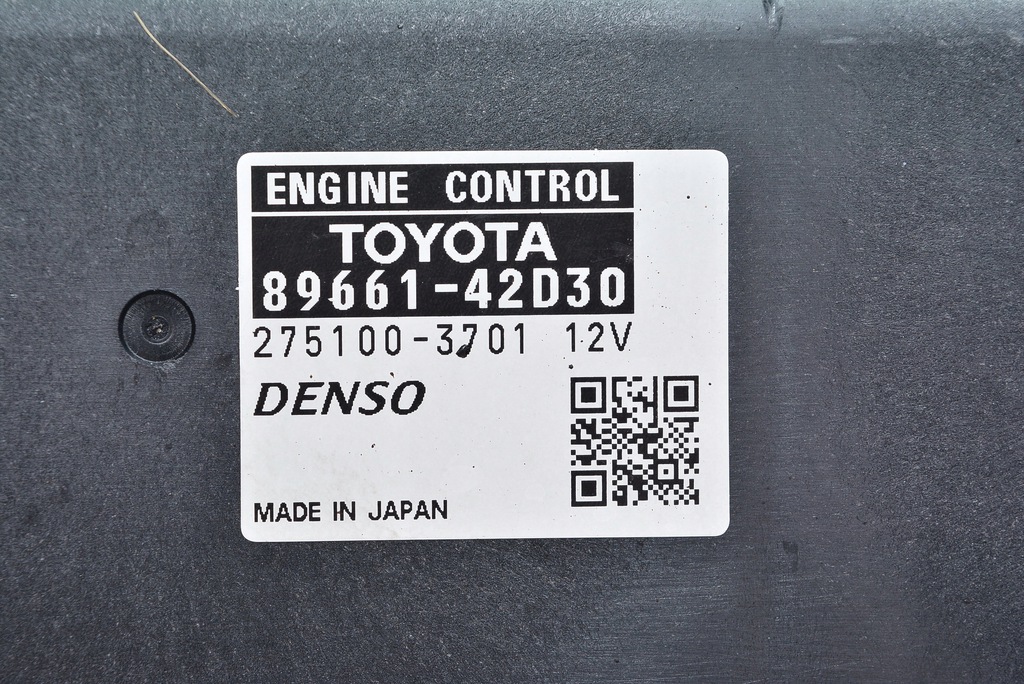 ENGINE CONTROL
TOYOTA
89661-42D30
275100-3701 12V
DENSO
MADE IN JAPAN